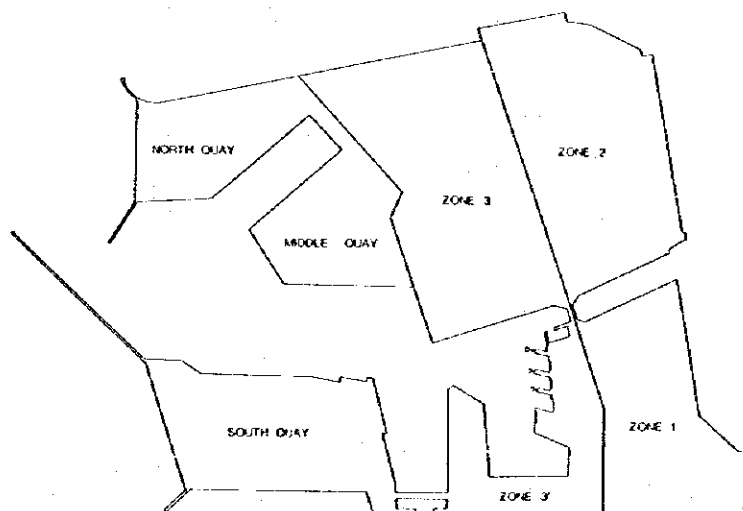 NORTH QUAY
ZONE 2
ZONE 3
MIDDLE QUAY
SOUTH QUAY
ZONE 1
ZONE 3'